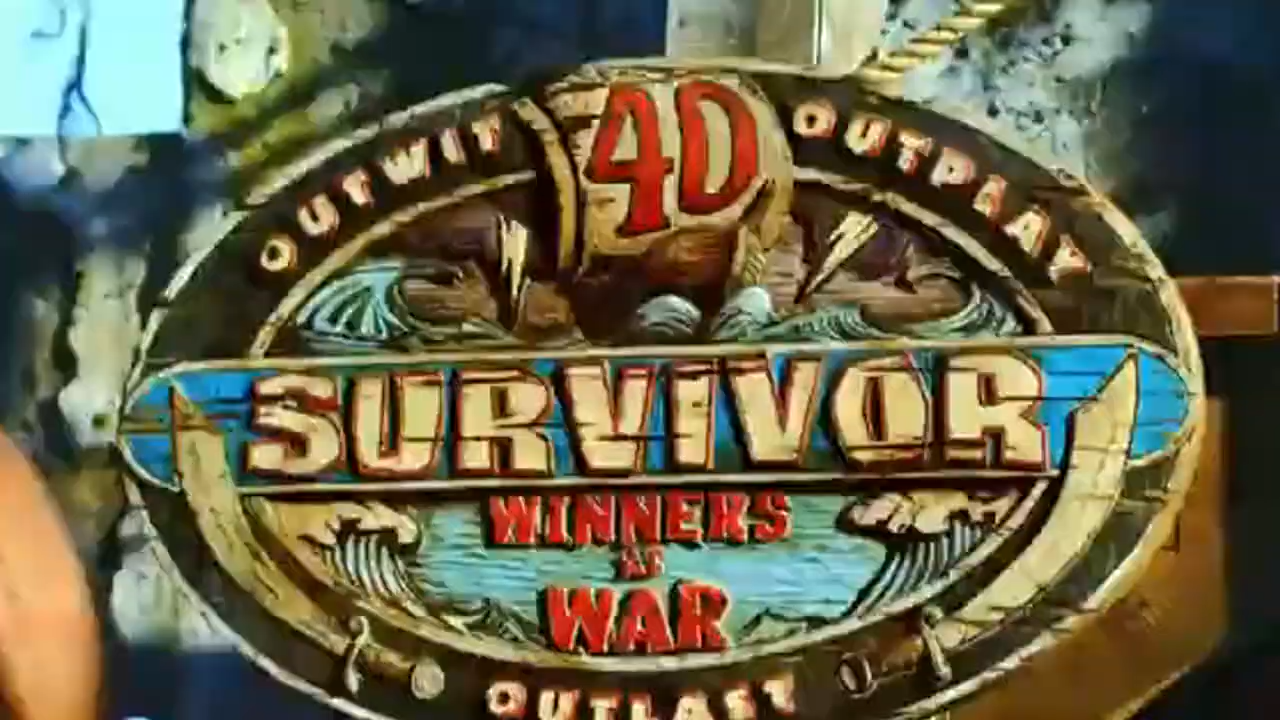 40
OUTWIT OUTPLAY
SURVIVOR
WINNERS
AT
WAR
OUTLAST